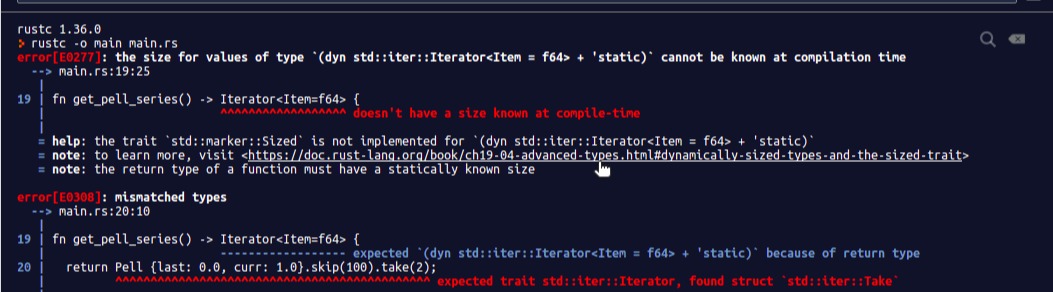 rustc 1.36.0
> rustc -o main main.rs
error[E0277]: the size for values of type `(dyn std::iter::Iterator<Item = f64> + 'static)` cannot be known at compilation time
--> main.rs:19:25
|
19 | fn get_pell_series() -> Iterator<Item=f64> {
| ^^^^^^^^^^^^^^^^^^ doesn't have a size known at compile-time
|
= help: the trait `std::marker::Sized` is not implemented for `(dyn std::iter::Iterator<Item = f64> + 'static)`
= note: to learn more, visit <https://doc.rust-lang.org/book/ch19-04-advanced-types.html#dynamically-sized-types-and-the-sized-trait>
= note: the return type of a function must have a statically known size
error[E0308]: mismatched types
--> main.rs:20:10
|
19 | fn get_pell_series() -> Iterator<Item=f64> {
| ------------------ expected `(dyn std::iter::Iterator<Item = f64> + 'static)` because of return type
20 | return Pell {last: 0.0, curr: 1.0}.skip(100).take(2);
| ^^^^^^^^^^^^^^^^^^^^^^^^^^^^^^^^^^^^^^^^^^^^^ expected trait std::iter::Iterator, found struct `std::iter::Take`